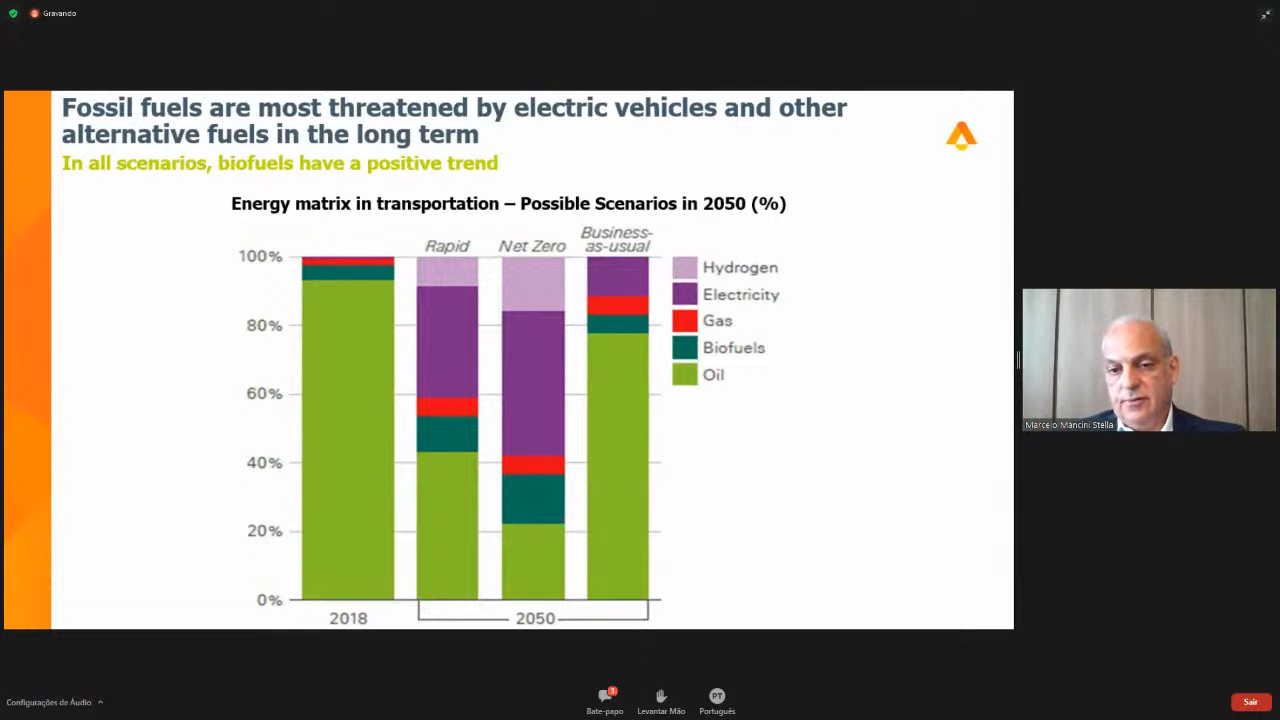 Gravando
Fossil fuels are most threatened by electric vehicles and other
alternative fuels in the long term
In all scenarios, biofuels have a positive trend
Energy matrix in transportation – Possible Scenarios in 2050 (%)
Rapid
Net Zero
Business-
as-usual
100%
80%
60%
40%
20%
0%
Hydrogen
Electricity
Gas
Biofuels
Oil
2018
2050
Marcelo Mancini Stella
Configurações de Áudio
3
Bate-papo
Levantar Mão
PT
Português
Sair